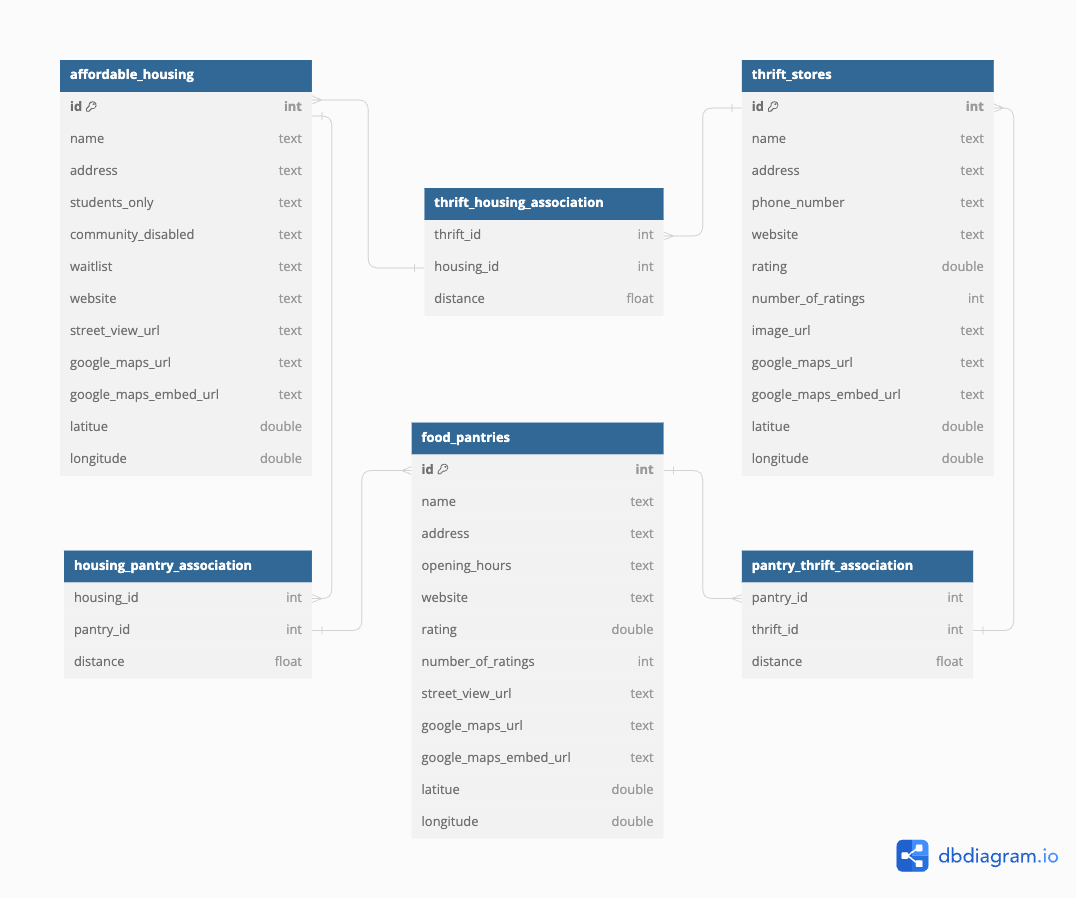 affordable_housing
id int
name text
address text
students_only text
community_disabled text
waitlist text
website text
street_view_url text
google_maps_url text
google_maps_embed_url text
latitue double
longitude double
thrift_stores
id int
name text
address text
phone_number text
website text
rating double
number_of_ratings int
image_url text
google_maps_url text
google_maps_embed_url text
latitue double
longitude double
thrift_housing_association
thrift_id int
housing_id int
distance float
food_pantries
id int
name text
address text
opening_hours text
website text
rating double
number_of_ratings int
street_view_url text
google_maps_url text
google_maps_embed_url text
latitue double
longitude double
housing_pantry_association
housing_id int
pantry_id int
distance float
pantry_thrift_association
pantry_id int
thrift_id int
distance float
dbdiagram.io